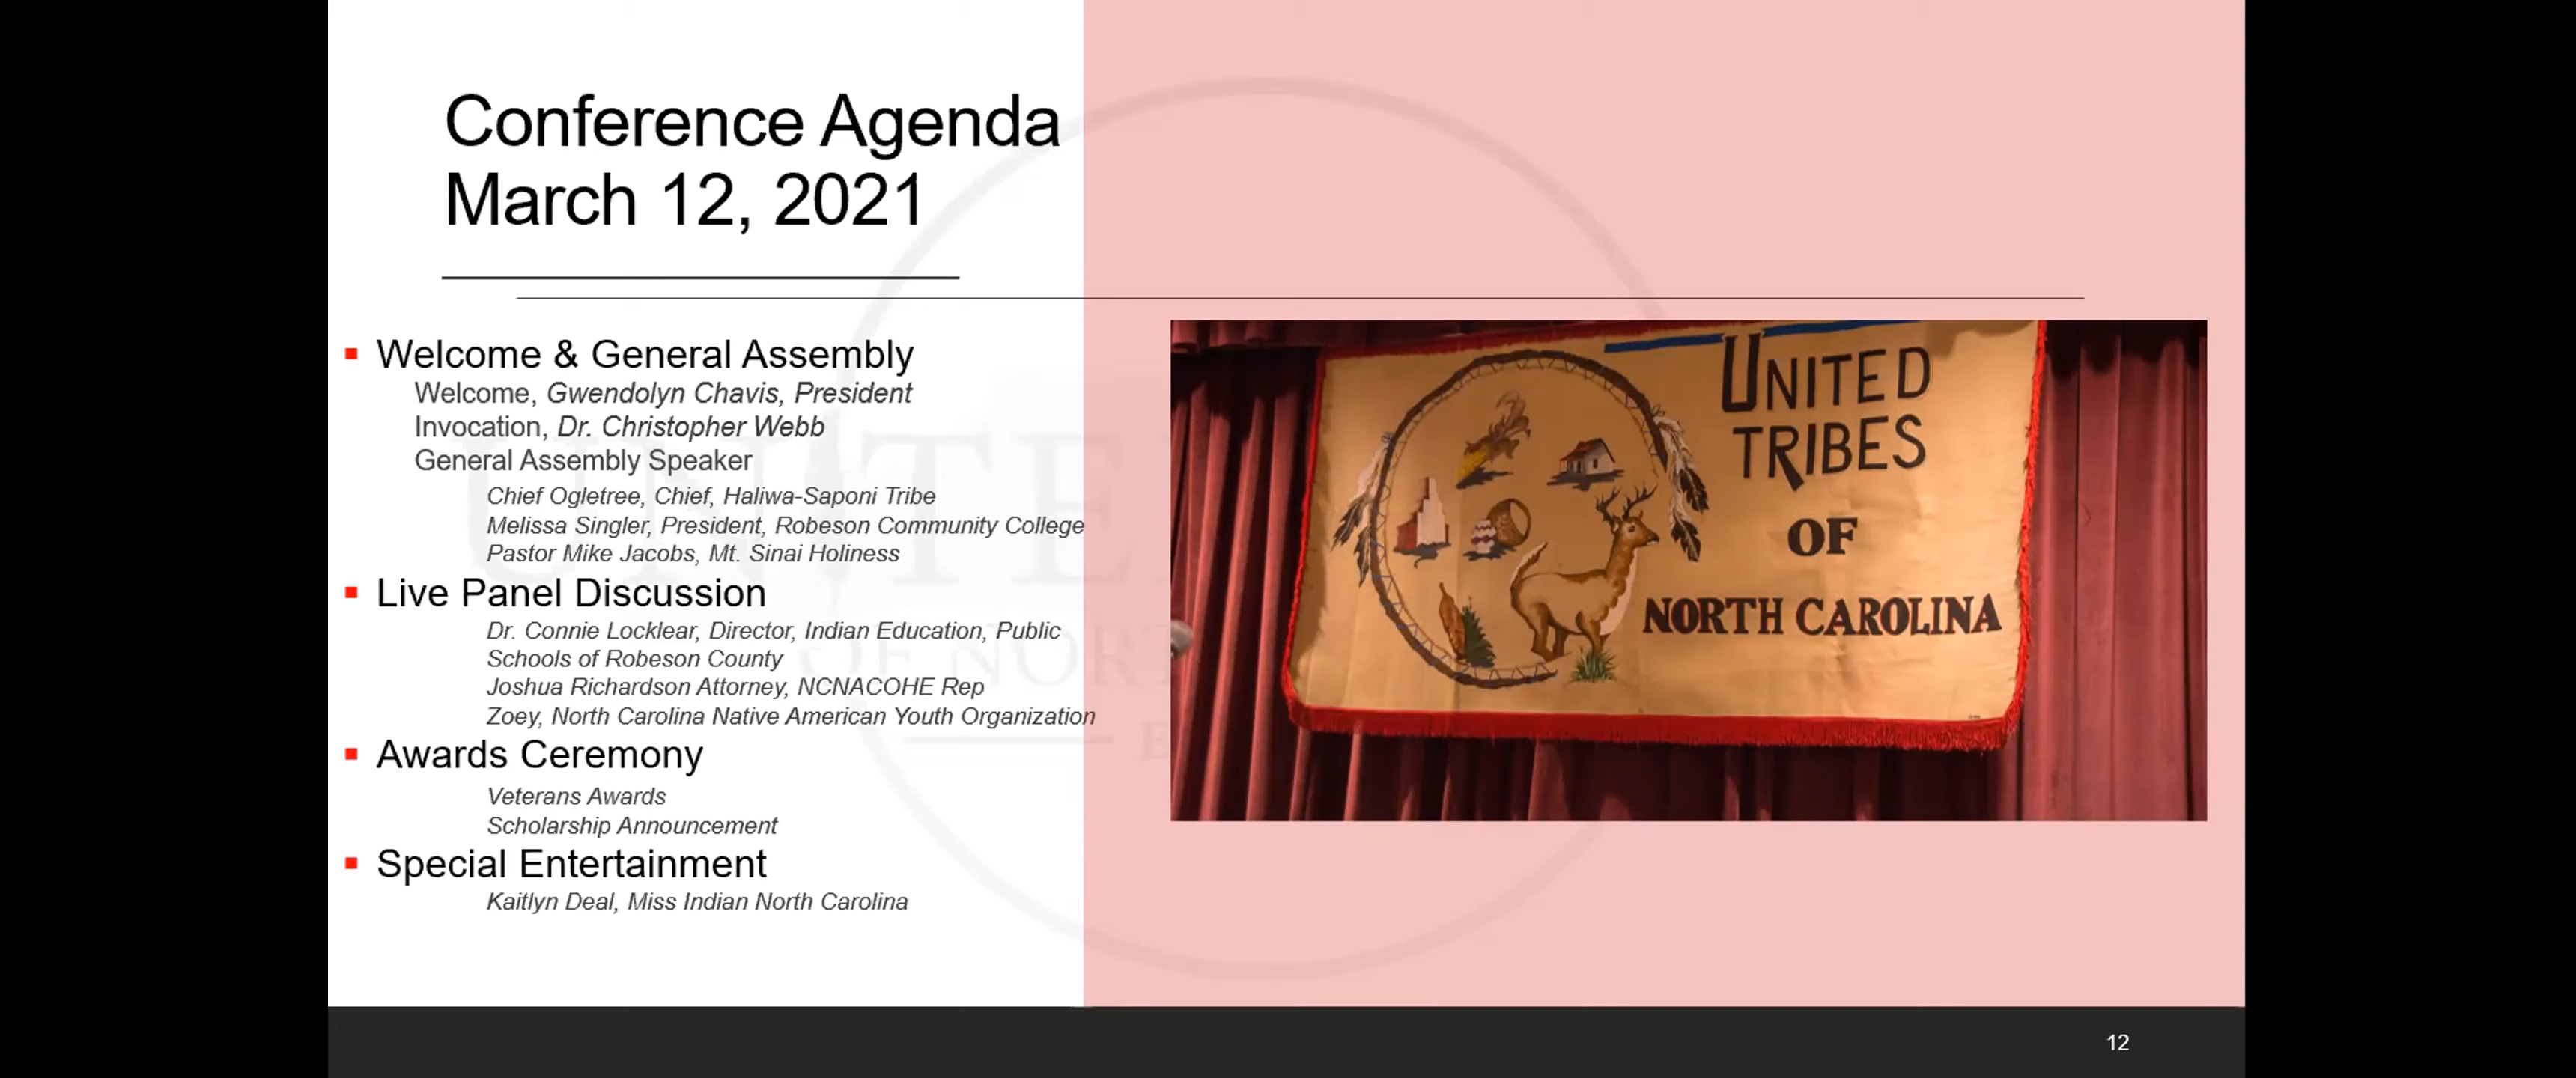 Conference Agenda
March 12, 2021
Welcome & General Assembly
Welcome, Gwendolyn Chavis, President
Invocation, Dr. Christopher Webb
General Assembly Speaker
Chief Ogletree, Chief, Haliwa-Saponi Tribe
Melissa Singler, President, Robeson Community College
Pastor Mike Jacobs, Mt. Sinai Holiness
Live Panel Discussion
Dr. Connie Locklear, Director, Indian Education, Public
Schools of Robeson County
Joshua Richardson Attorney, NCNACOHE Rep
Zoey, North Carolina Native American Youth Organization
Awards Ceremony
Veterans Awards
Scholarship Announcement
Special Entertainment
Kaitlyn Deal, Miss Indian North Carolina
UNITED
TRIBES
OF
NORTH CAROLINA
12